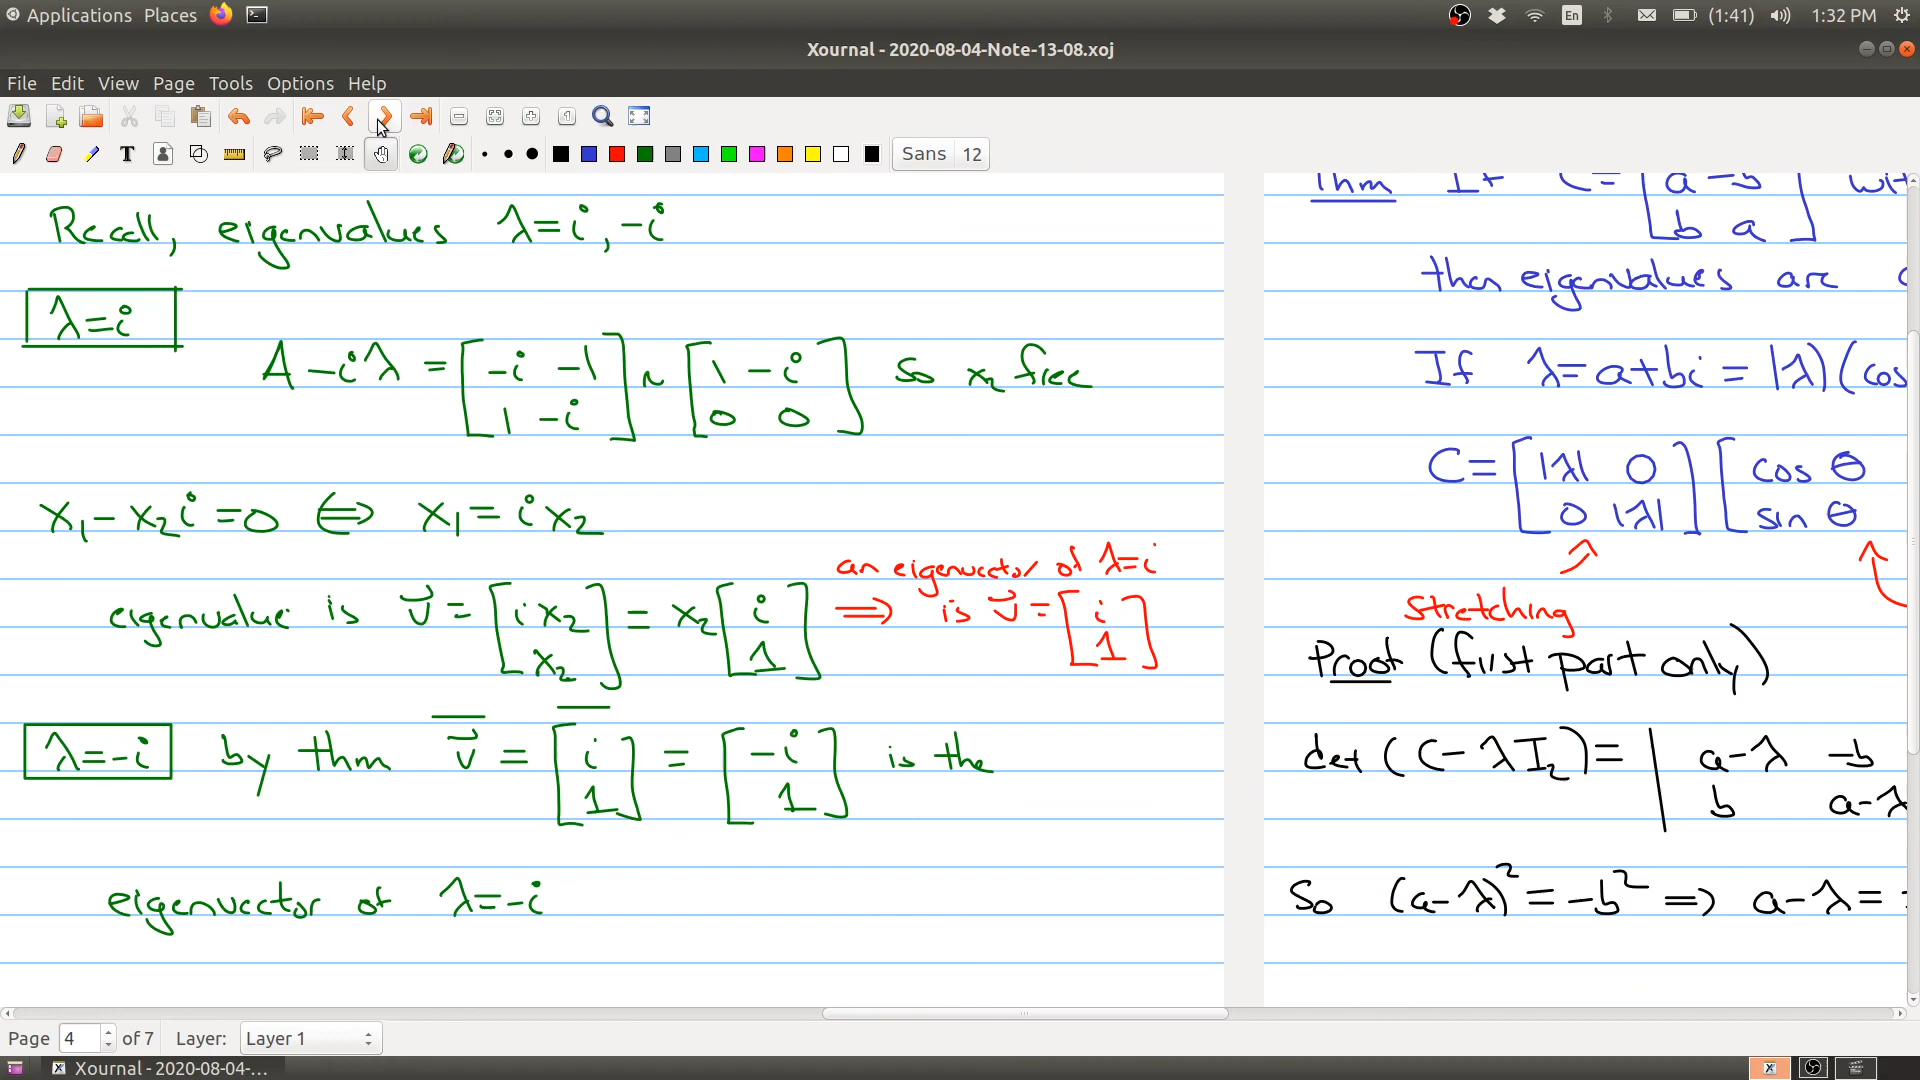 Applications Places En (1:41) 1:32 PM
Xournal - 2020-08-04-Note-13-08.xoj
File Edit View Page Tools Options Help
Sans 12
Recall, eigenvalues λ=i, -i
λ=i
A - iλ = [-i -1; 1 -i] ~ [1 -i; 0 0] so x₂ free
x₁ - x₂i = 0 ⟺ x₁ = i x₂
an eigenvector of λ=i
eigenvalue is v⃗ = [i x₂; x₂] = x₂ [i; 1] ⟹ is v⃗ = [i; 1]
λ=-i by thm v⃗ = [i; 1] = [-i; 1] is the
eigenvector of λ=-i
Thm If C = [a -b; b a]
then eigenvalues are
If λ = a+bi = |λ|(cos
C = [|λ| 0; 0 |λ|] [cos θ
sin θ
stretching
Proof (first part only)
det(C - λI₂) = | a-λ -b
b a-λ
So (a-λ)² = -b² ⟹ a-λ =
Page 4 of 7 Layer: Layer 1
Xournal - 2020-08-04-...